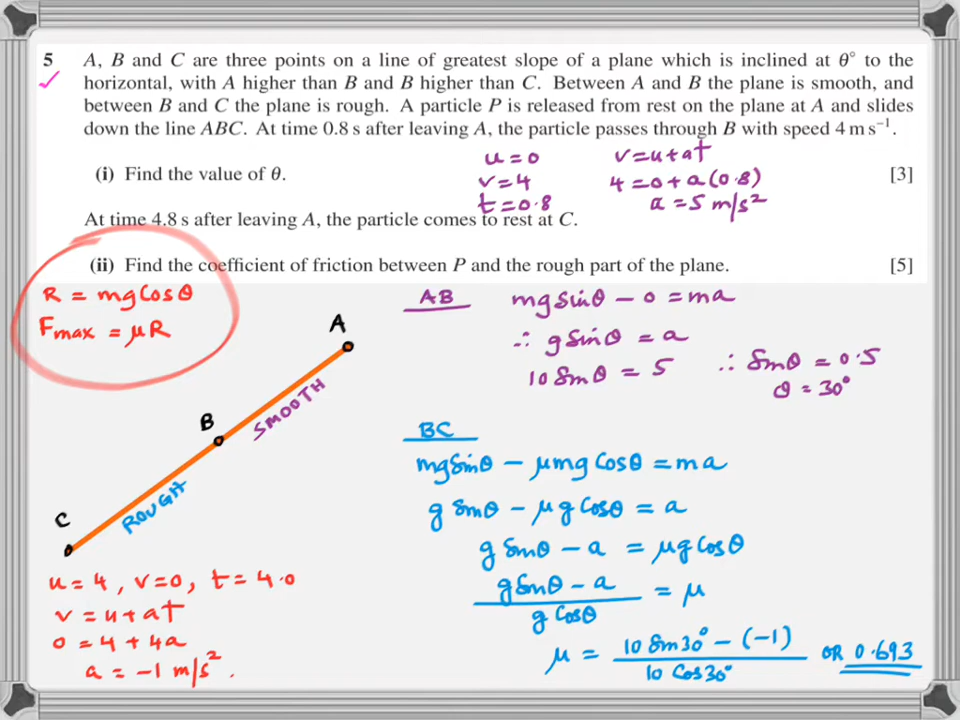 5 A, B and C are three points on a line of greatest slope of a plane which is inclined at θ° to the
horizontal, with A higher than B and B higher than C. Between A and B the plane is smooth, and
between B and C the plane is rough. A particle P is released from rest on the plane at A and slides
down the line ABC. At time 0.8 s after leaving A, the particle passes through B with speed 4 m s⁻¹.
(i) Find the value of θ. [3]
u = 0
v = 4
t = 0.8
v = u + at
4 = 0 + a(0.8)
a = 5 m/s²
At time 4.8 s after leaving A, the particle comes to rest at C.
(ii) Find the coefficient of friction between P and the rough part of the plane. [5]
R = mg Cos θ
Fmax = μR
A
B
C
SMOOTH
ROUGH
u = 4, v = 0, t = 4.0
v = u + at
0 = 4 + 4a
a = -1 m/s².
AB
mg Sin θ - 0 = ma
∴ g Sin θ = a
10 Sin θ = 5
∴ Sin θ = 0.5
θ = 30°
BC
mg Sin θ - μmg Cos θ = ma
g Sin θ - μg Cos θ = a
g Sin θ - a = μg Cos θ
g Sin θ - a / g Cos θ = μ
μ = 10 Sin 30° - (-1) / 10 Cos 30° OR 0.693